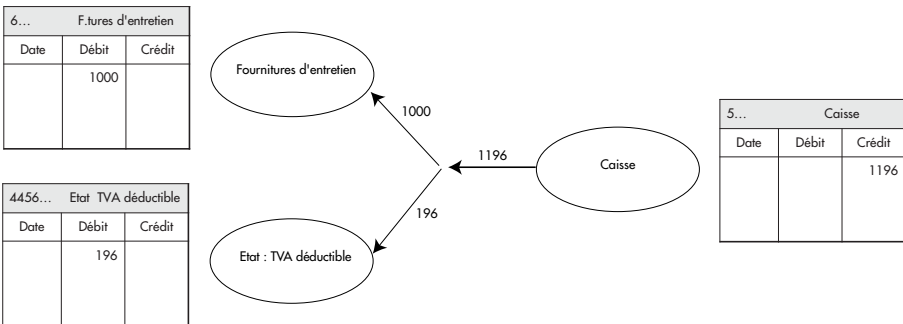 6... F.tures d'entretien
Date Débit Crédit
1000
Fournitures d'entretien
1000
1196
Caisse
5... Caisse
Date Débit Crédit
1196
4456... Etat TVA déductible
Date Débit Crédit
196
196
Etat : TVA déductible